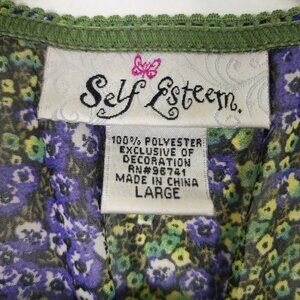 Self Esteem.
100% POLYESTER
EXCLUSIVE OF
DECORATION
RN#96741
MADE IN CHINA
LARGE